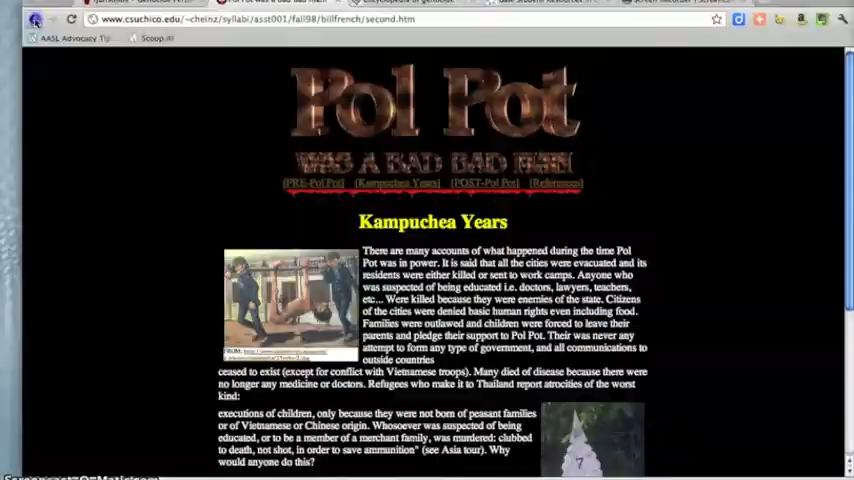 www.csuchico.edu/~cheinz/syllabi/asst001/fall98/billfrench/second.htm
AASL Advocacy Tip
Scoop.it!
Pol Pot
WAS A BAD BAD MAN
[PRE-Pol Pot] [Kampuchea Years] [POST-Pol Pot] [References]
Kampuchea Years
There are many accounts of what happened during the time Pol
Pot was in power. It is said that all the cities were evacuated and its
residents were either killed or sent to work camps. Anyone who
was suspected of being educated i.e. doctors, lawyers, teachers,
etc... Were killed because they were enemies of the state. Citizens
of the cities were denied basic human rights even including food.
Families were outlawed and children were forced to leave their
parents and pledge their support to Pol Pot. Their was never any
attempt to form any type of government, and all communications to
outside countries
FROM:
ceased to exist (except for conflict with Vietnamese troops). Many died of disease because there were
no longer any medicine or doctors. Refugees who make it to Thailand report atrocities of the worst
kind:
executions of children, only because they were not born of peasant families
or of Vietnamese or Chinese origin. Whosoever was suspected of being
educated, or to be a member of a merchant family, was murdered: clubbed
to death, not shot, in order to save ammunition" (see Asia tour). Why
would anyone do this?
7